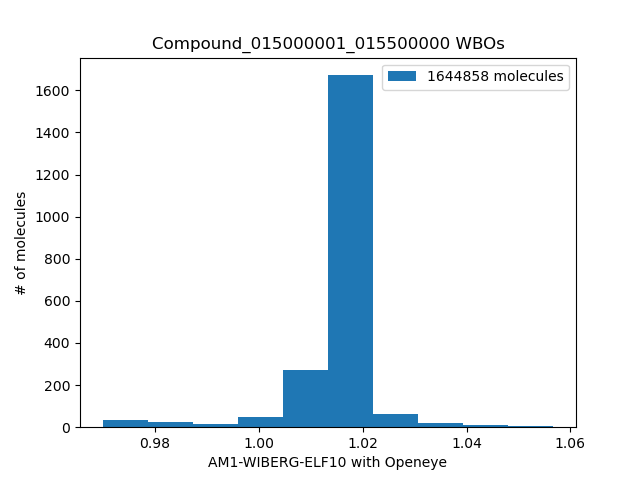 Compound_015000001_015500000 WBOs
1644858 molecules
# of molecules
1600
1400
1200
1000
800
600
400
200
0
0.98 1.00 1.02 1.04 1.06
AM1-WIBERG-ELF10 with Openeye